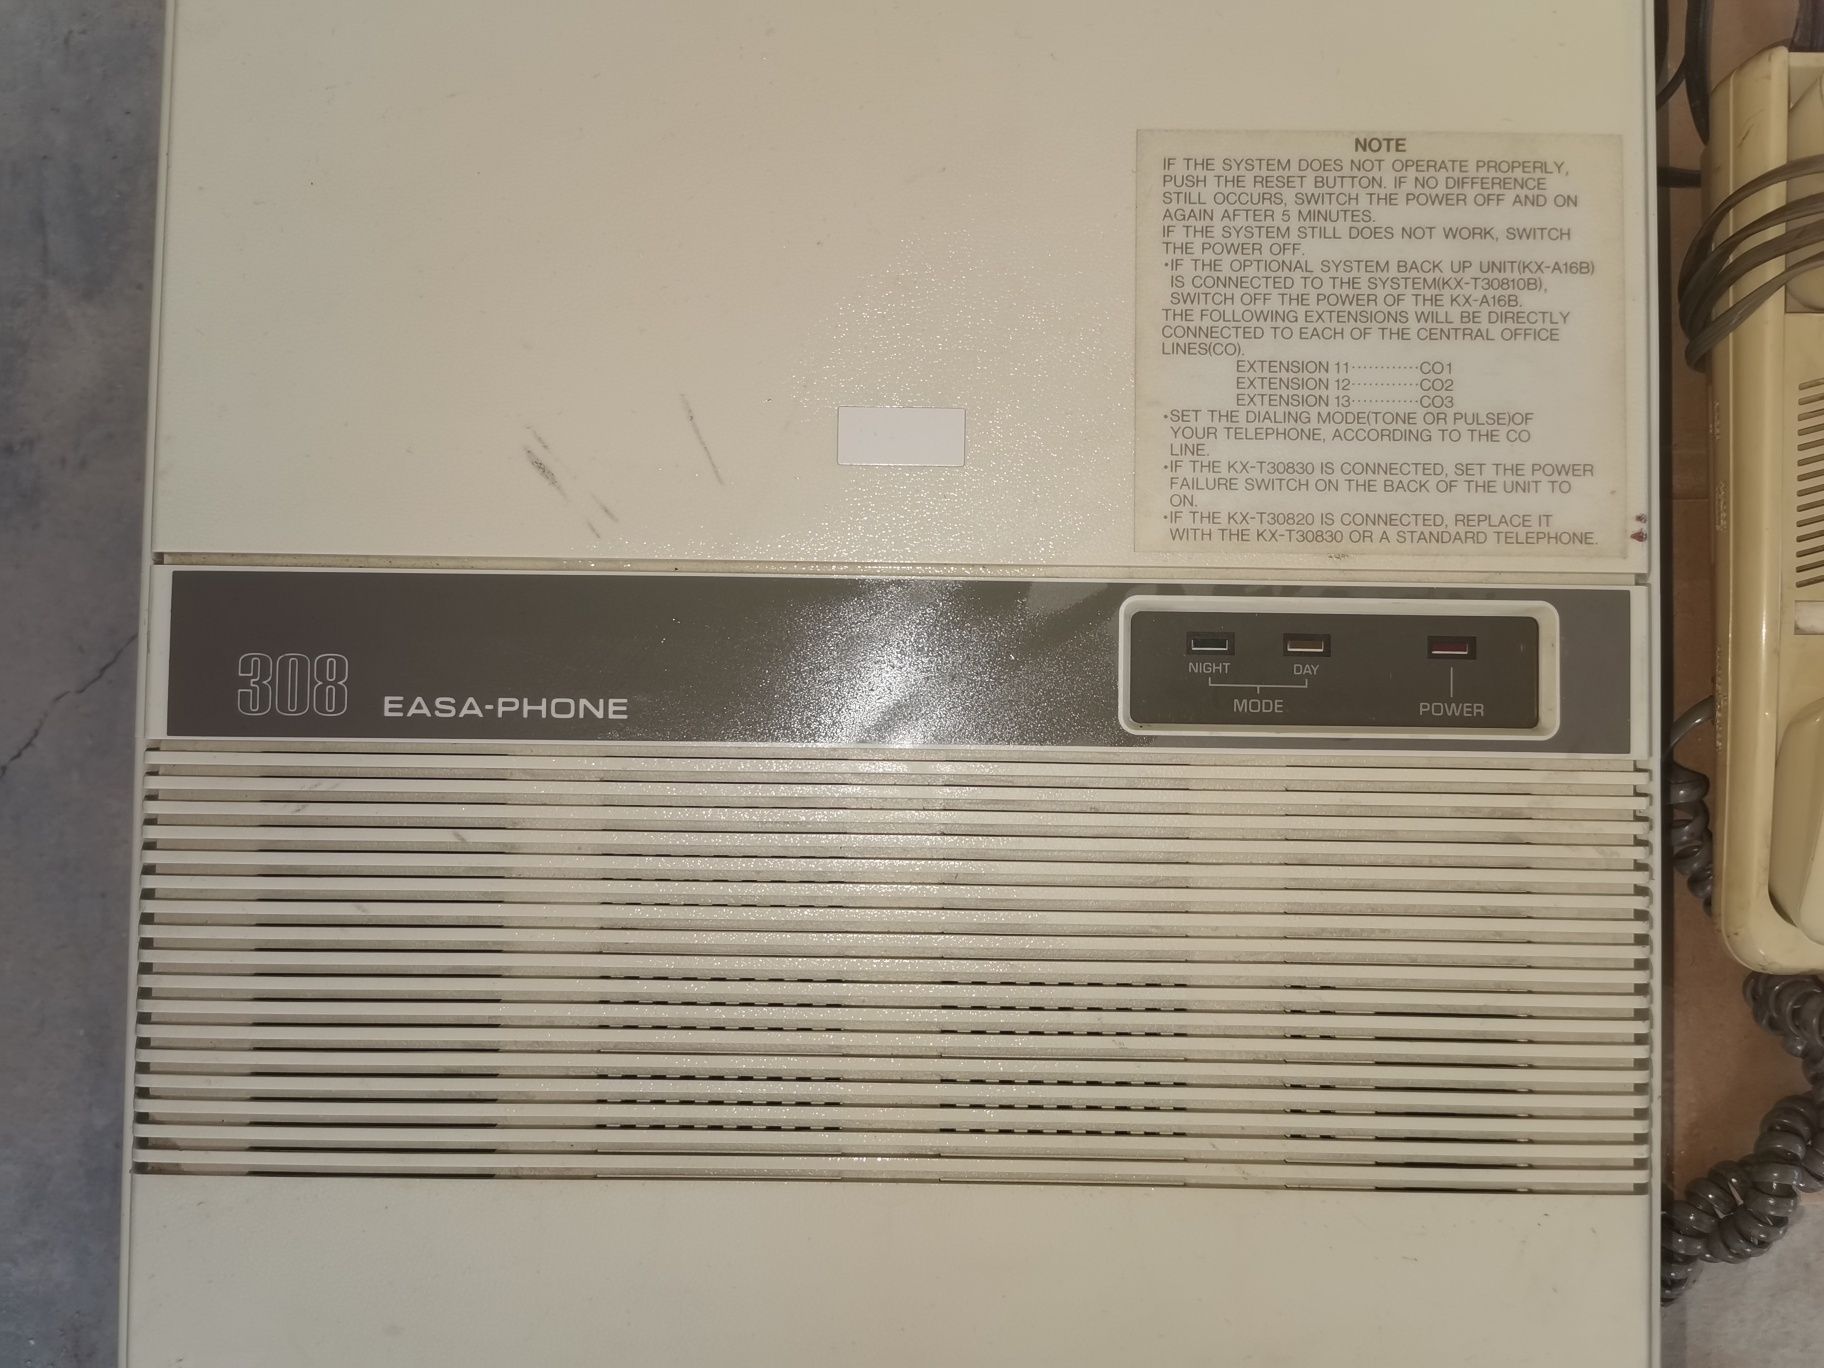 NOTE
IF THE SYSTEM DOES NOT OPERATE PROPERLY,
PUSH THE RESET BUTTON. IF NO DIFFERENCE
STILL OCCURS, SWITCH THE POWER OFF AND ON
AGAIN AFTER 5 MINUTES.
IF THE SYSTEM STILL DOES NOT WORK, SWITCH
THE POWER OFF.
•IF THE OPTIONAL SYSTEM BACK UP UNIT(KX-A16B)
IS CONNECTED TO THE SYSTEM(KX-T30810B),
SWITCH OFF THE POWER OF THE KX-A16B.
THE FOLLOWING EXTENSIONS WILL BE DIRECTLY
CONNECTED TO EACH OF THE CENTRAL OFFICE
LINES(CO).
EXTENSION 11············CO1
EXTENSION 12············CO2
EXTENSION 13············CO3
•SET THE DIALING MODE(TONE OR PULSE)OF
YOUR TELEPHONE, ACCORDING TO THE CO
LINE.
•IF THE KX-T30830 IS CONNECTED, SET THE POWER
FAILURE SWITCH ON THE BACK OF THE UNIT TO
ON.
•IF THE KX-T30820 IS CONNECTED, REPLACE IT
WITH THE KX-T30830 OR A STANDARD TELEPHONE.
308 EASA-PHONE
NIGHT DAY
MODE POWER